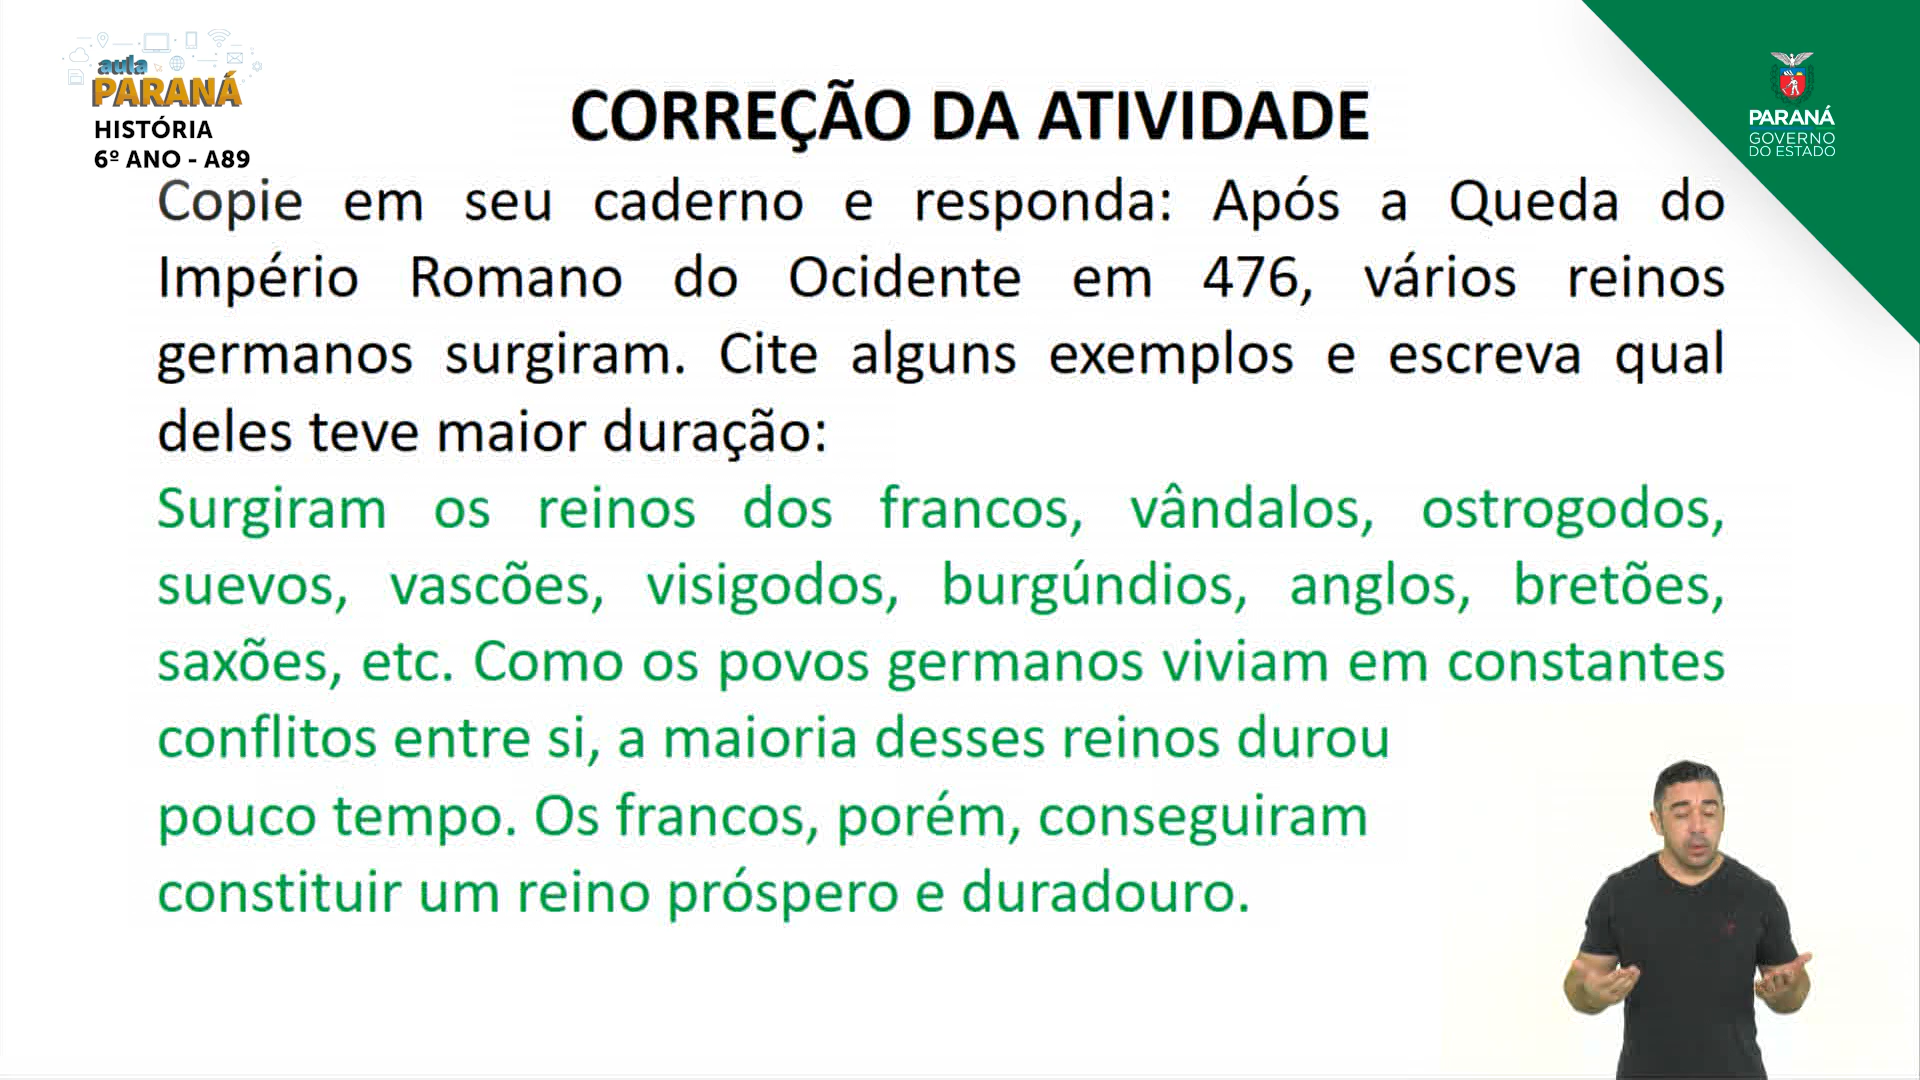 aula
PARANÁ
HISTÓRIA
6º ANO - A89
PARANÁ
GOVERNO
DO ESTADO
CORREÇÃO DA ATIVIDADE
Copie em seu caderno e responda: Após a Queda do
Império Romano do Ocidente em 476, vários reinos
germanos surgiram. Cite alguns exemplos e escreva qual
deles teve maior duração:
Surgiram os reinos dos francos, vândalos, ostrogodos,
suevos, vascões, visigodos, burgúndios, anglos, bretões,
saxões, etc. Como os povos germanos viviam em constantes
conflitos entre si, a maioria desses reinos durou
pouco tempo. Os francos, porém, conseguiram
constituir um reino próspero e duradouro.